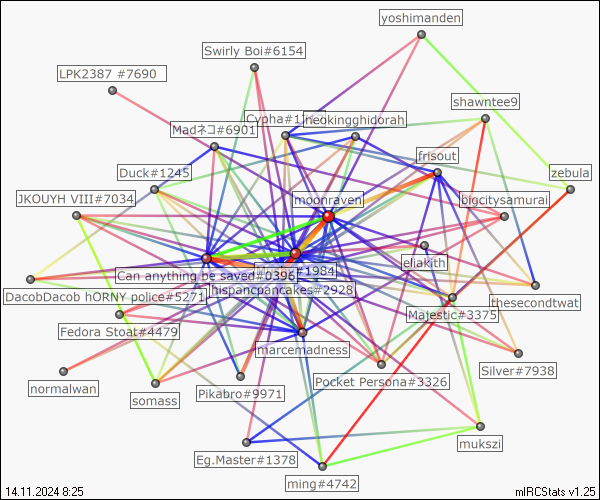 yoshimanden
Swirly Boi#6154
LPK2387 #7690
shawntee9
neokingghidorah
Madネコ#6901
frisout
Duck#1245
zebula
JKOUYH VIII#7034
moonraven
bigcitysamurai
eliakith
Can anything be saved#0396
#1984
hispancpancakes#2928
DacobDacob hORNY police#5271
thesecondtwat
Majestic#3375
Fedora Stoat#4479
marcemadness
Silver#7938
normalwan
somass
Pikabro#9971
Pocket Persona#3326
mukszi
Eg.Master#1378
ming#4742
14.11.2024 8:25
mIRCStats v1.25